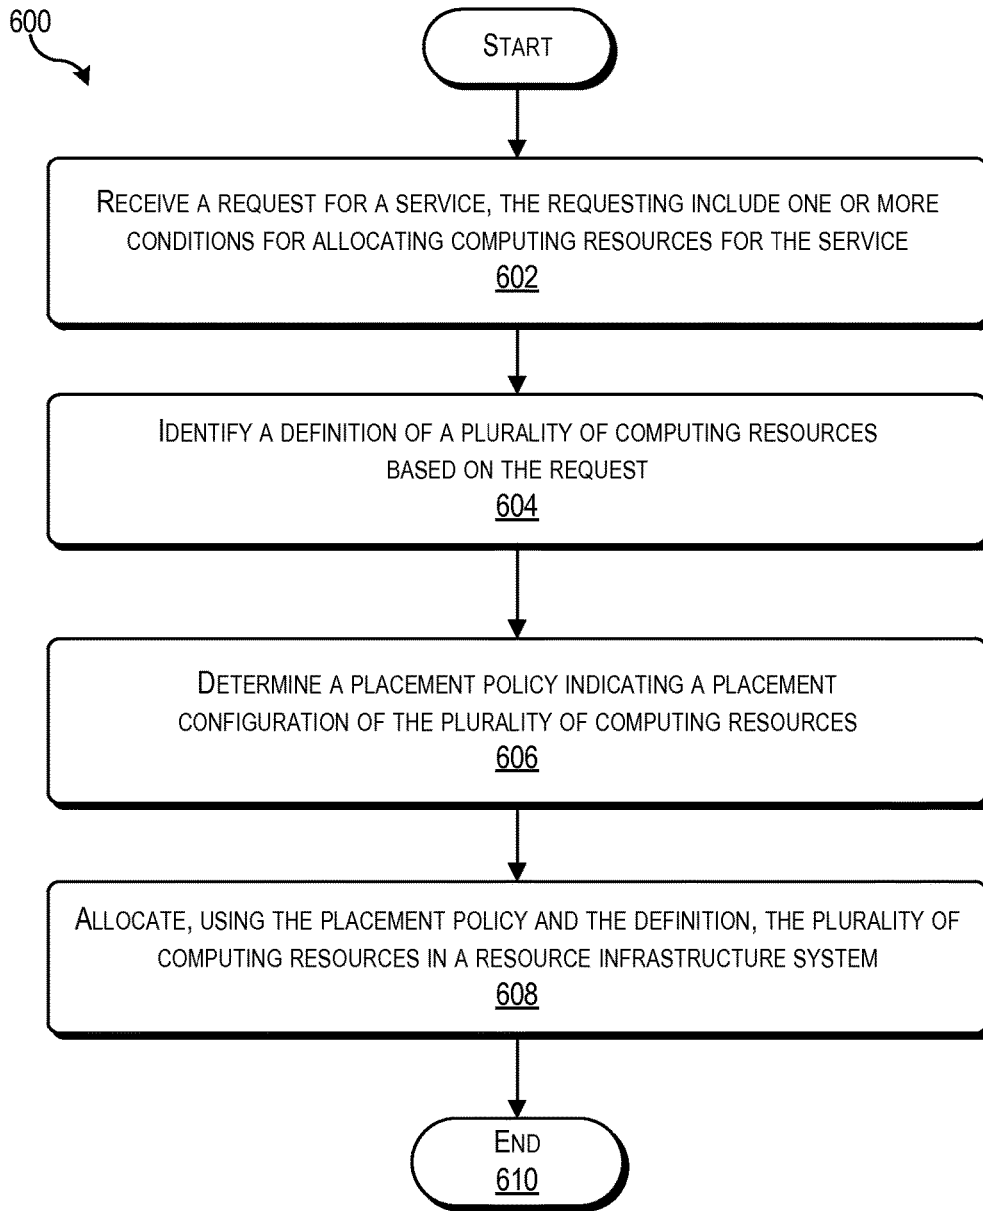 600
START
RECEIVE A REQUEST FOR A SERVICE, THE REQUESTING INCLUDE ONE OR MORE
CONDITIONS FOR ALLOCATING COMPUTING RESOURCES FOR THE SERVICE
602
IDENTIFY A DEFINITION OF A PLURALITY OF COMPUTING RESOURCES
BASED ON THE REQUEST
604
DETERMINE A PLACEMENT POLICY INDICATING A PLACEMENT
CONFIGURATION OF THE PLURALITY OF COMPUTING RESOURCES
606
ALLOCATE, USING THE PLACEMENT POLICY AND THE DEFINITION, THE PLURALITY OF
COMPUTING RESOURCES IN A RESOURCE INFRASTRUCTURE SYSTEM
608
END
610